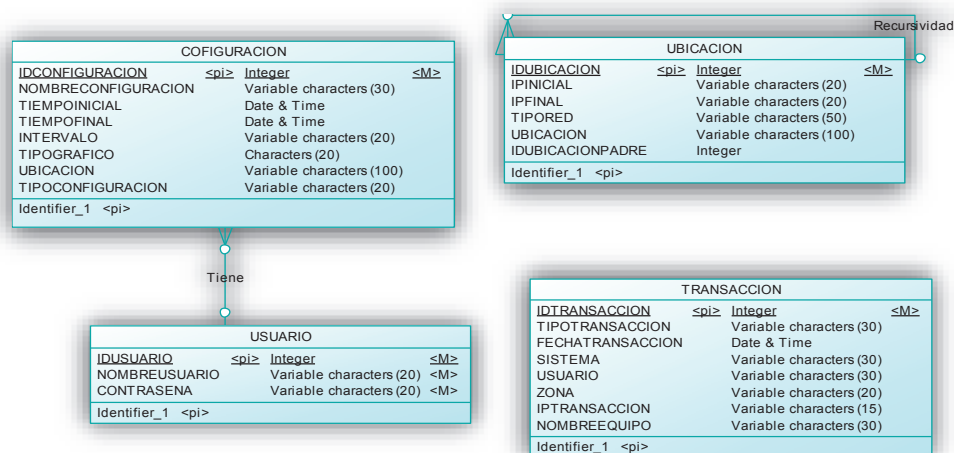 COFIGURACION
IDCONFIGURACION <pi> Integer <M>
NOMBRECONFIGURACION Variable characters (30)
TIEMPOINICIAL Date & Time
TIEMPOFINAL Date & Time
INTERVALO Variable characters (20)
TIPOGRAFICO Characters (20)
UBICACION Variable characters (100)
TIPOCONFIGURACION Variable characters (20)
Identifier_1 <pi>
Recursividad
UBICACION
IDUBICACION <pi> Integer <M>
IPINICIAL Variable characters (20)
IPFINAL Variable characters (20)
TIPORED Variable characters (50)
UBICACION Variable characters (100)
IDUBICACIONPADRE Integer
Identifier_1 <pi>
Tiene
USUARIO
IDUSUARIO <pi> Integer <M>
NOMBREUSUARIO Variable characters (20) <M>
CONTRASENA Variable characters (20) <M>
Identifier_1 <pi>
TRANSACCION
IDTRANSACCION <pi> Integer <M>
TIPOTRANSACCION Variable characters (30)
FECHATRANSACCION Date & Time
SISTEMA Variable characters (30)
USUARIO Variable characters (30)
ZONA Variable characters (20)
IPTRANSACCION Variable characters (15)
NOMBREEQUIPO Variable characters (30)
Identifier_1 <pi>